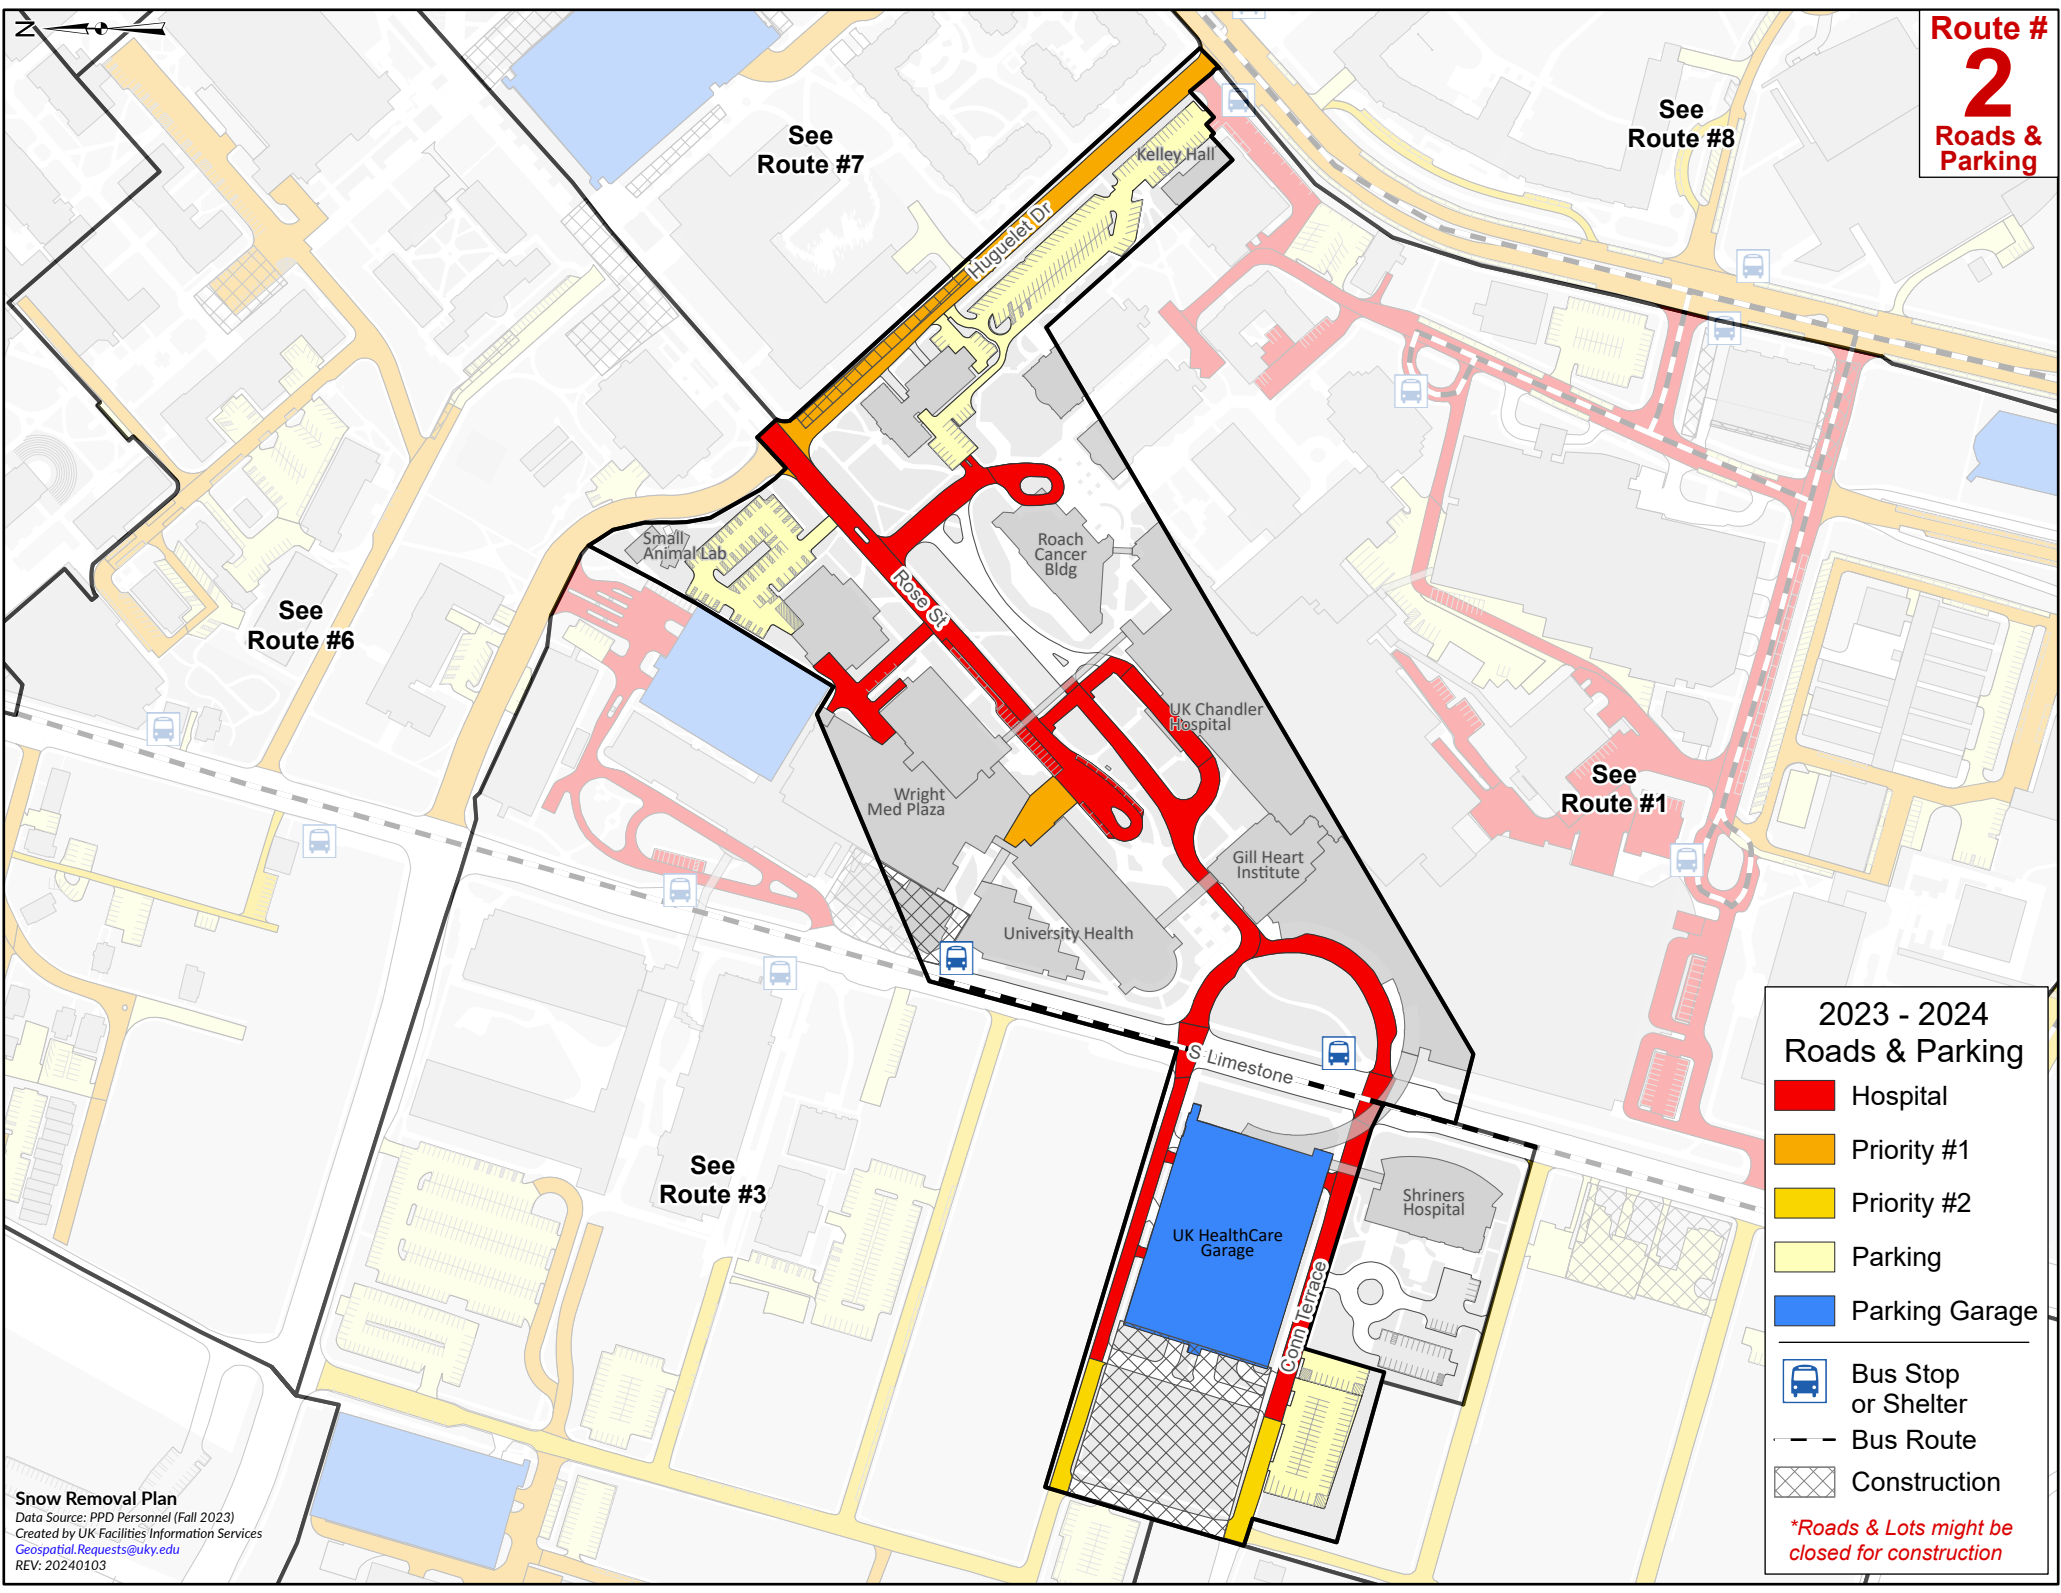 N
Route #
2
Roads &
Parking
See
Route #7
See
Route #8
Kelley Hall
Huguelet Dr
Small
Animal Lab
Roach
Cancer
Bldg
Rose St
See
Route #6
UK Chandler
Hospital
Wright
Med Plaza
See
Route #1
Gill Heart
Institute
University Health
S Limestone
See
Route #3
Shriners
Hospital
UK HealthCare
Garage
Conn Terrace
2023 - 2024
Roads & Parking
Hospital
Priority #1
Priority #2
Parking
Parking Garage
Bus Stop
or Shelter
Bus Route
Construction
*Roads & Lots might be
closed for construction
Snow Removal Plan
Data Source: PPD Personnel (Fall 2023)
Created by UK Facilities Information Services
Geospatial.Requests@uky.edu
REV: 20240103